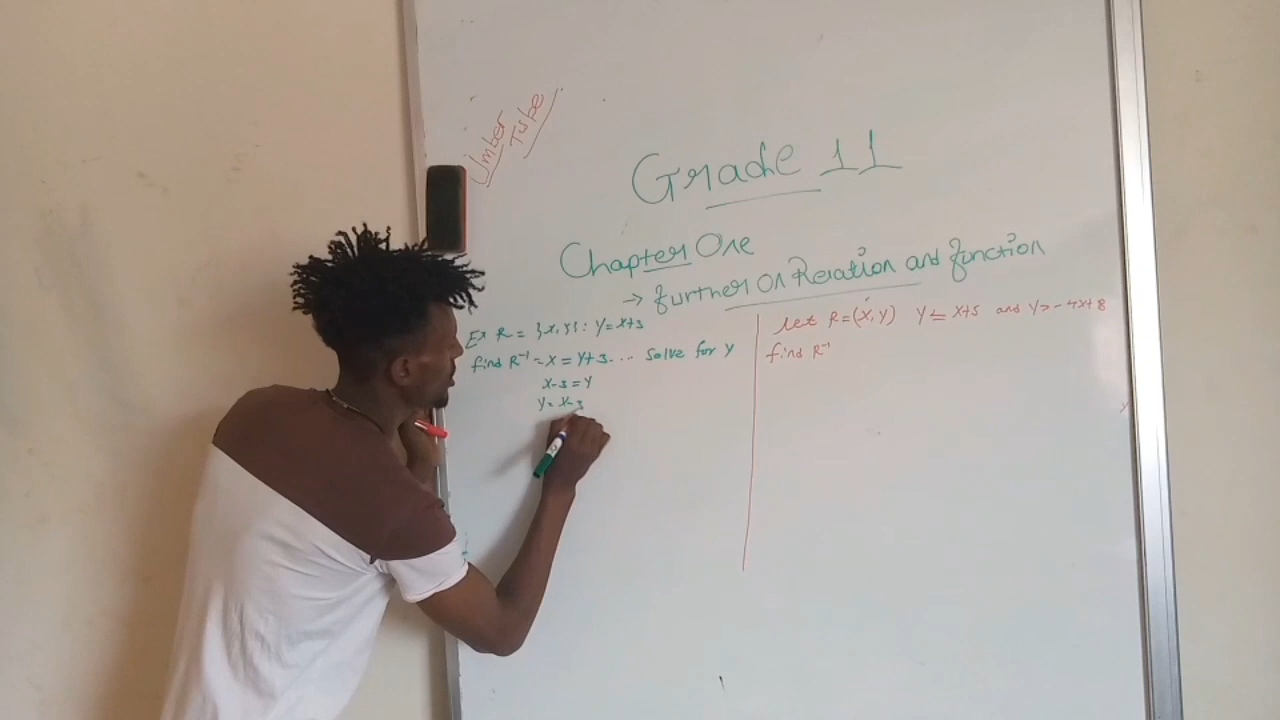 Umber
Tube
Grade 11
Chapter One
→ further On Reration and function
Ex R = {x,y} : Y=x+3
find R⁻¹ = x = y+3.... Solve for y
x-3 = y
y = x-3
let R=(x,y) y ≤ x+5 and y>-4x+8
find R⁻¹